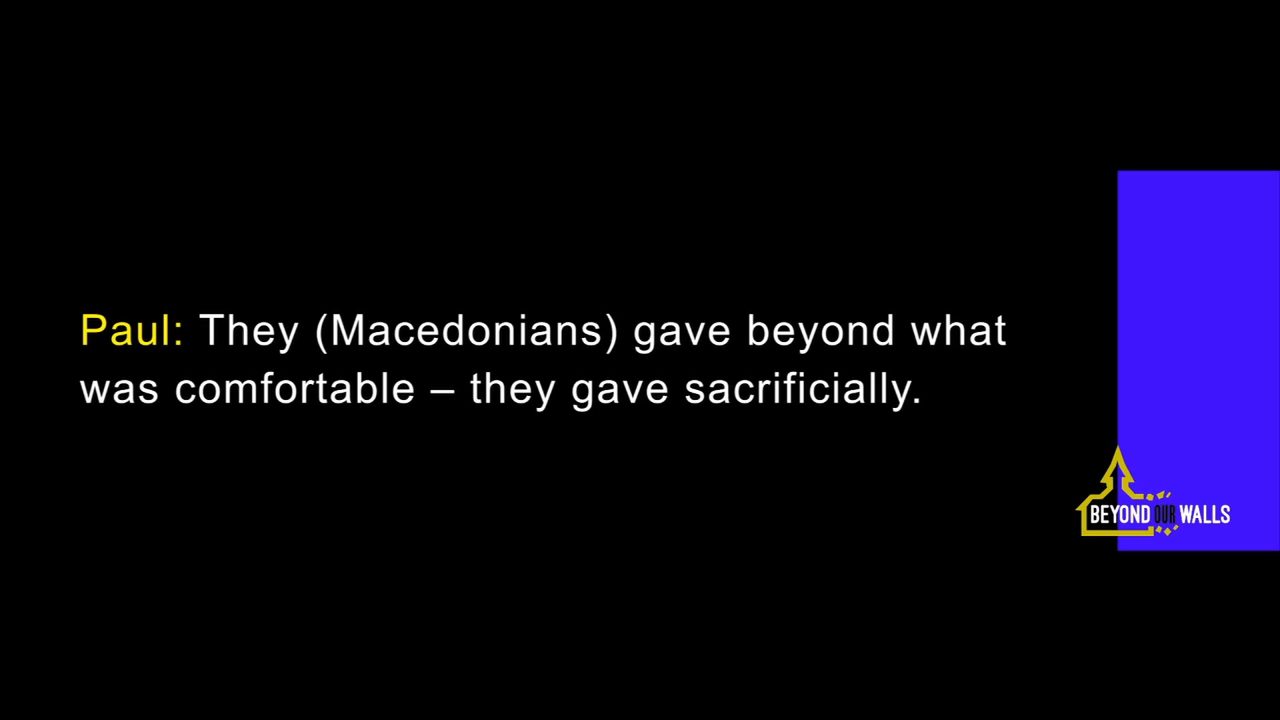 Paul: They (Macedonians) gave beyond what
was comfortable – they gave sacrificially.
BEYOND OUR WALLS